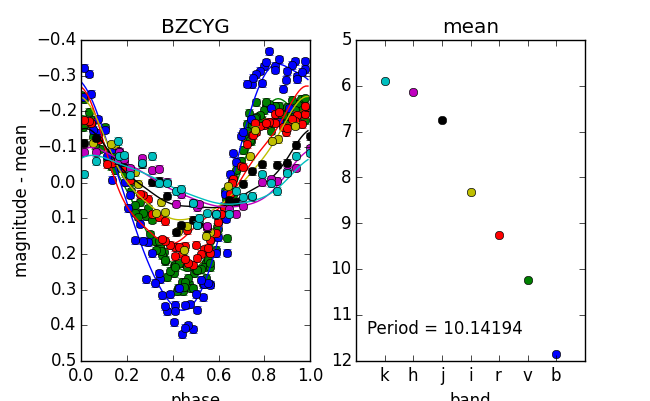 BZCYG
mean
−0.4
−0.3
−0.2
−0.1
0.0
0.1
0.2
0.3
0.4
0.5
magnitude - mean
0.0 0.2 0.4 0.6 0.8 1.0
phase
5
6
7
8
9
10
11
12
Period = 10.14194
k h j i r v b
band